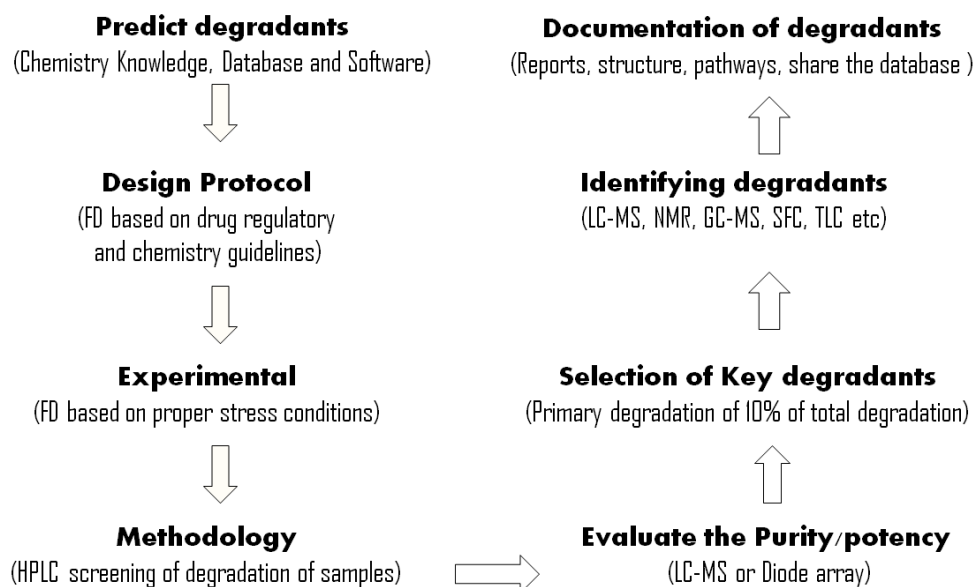 Predict degradants
(Chemistry Knowledge, Database and Software)
Design Protocol
(FD based on drug regulatory
and chemistry guidelines)
Experimental
(FD based on proper stress conditions)
Methodology
(HPLC screening of degradation of samples)
Evaluate the Purity/potency
(LC-MS or Diode array)
Selection of Key degradants
(Primary degradation of 10% of total degradation)
Identifying degradants
(LC-MS, NMR, GC-MS, SFC, TLC etc)
Documentation of degradants
(Reports, structure, pathways, share the database )